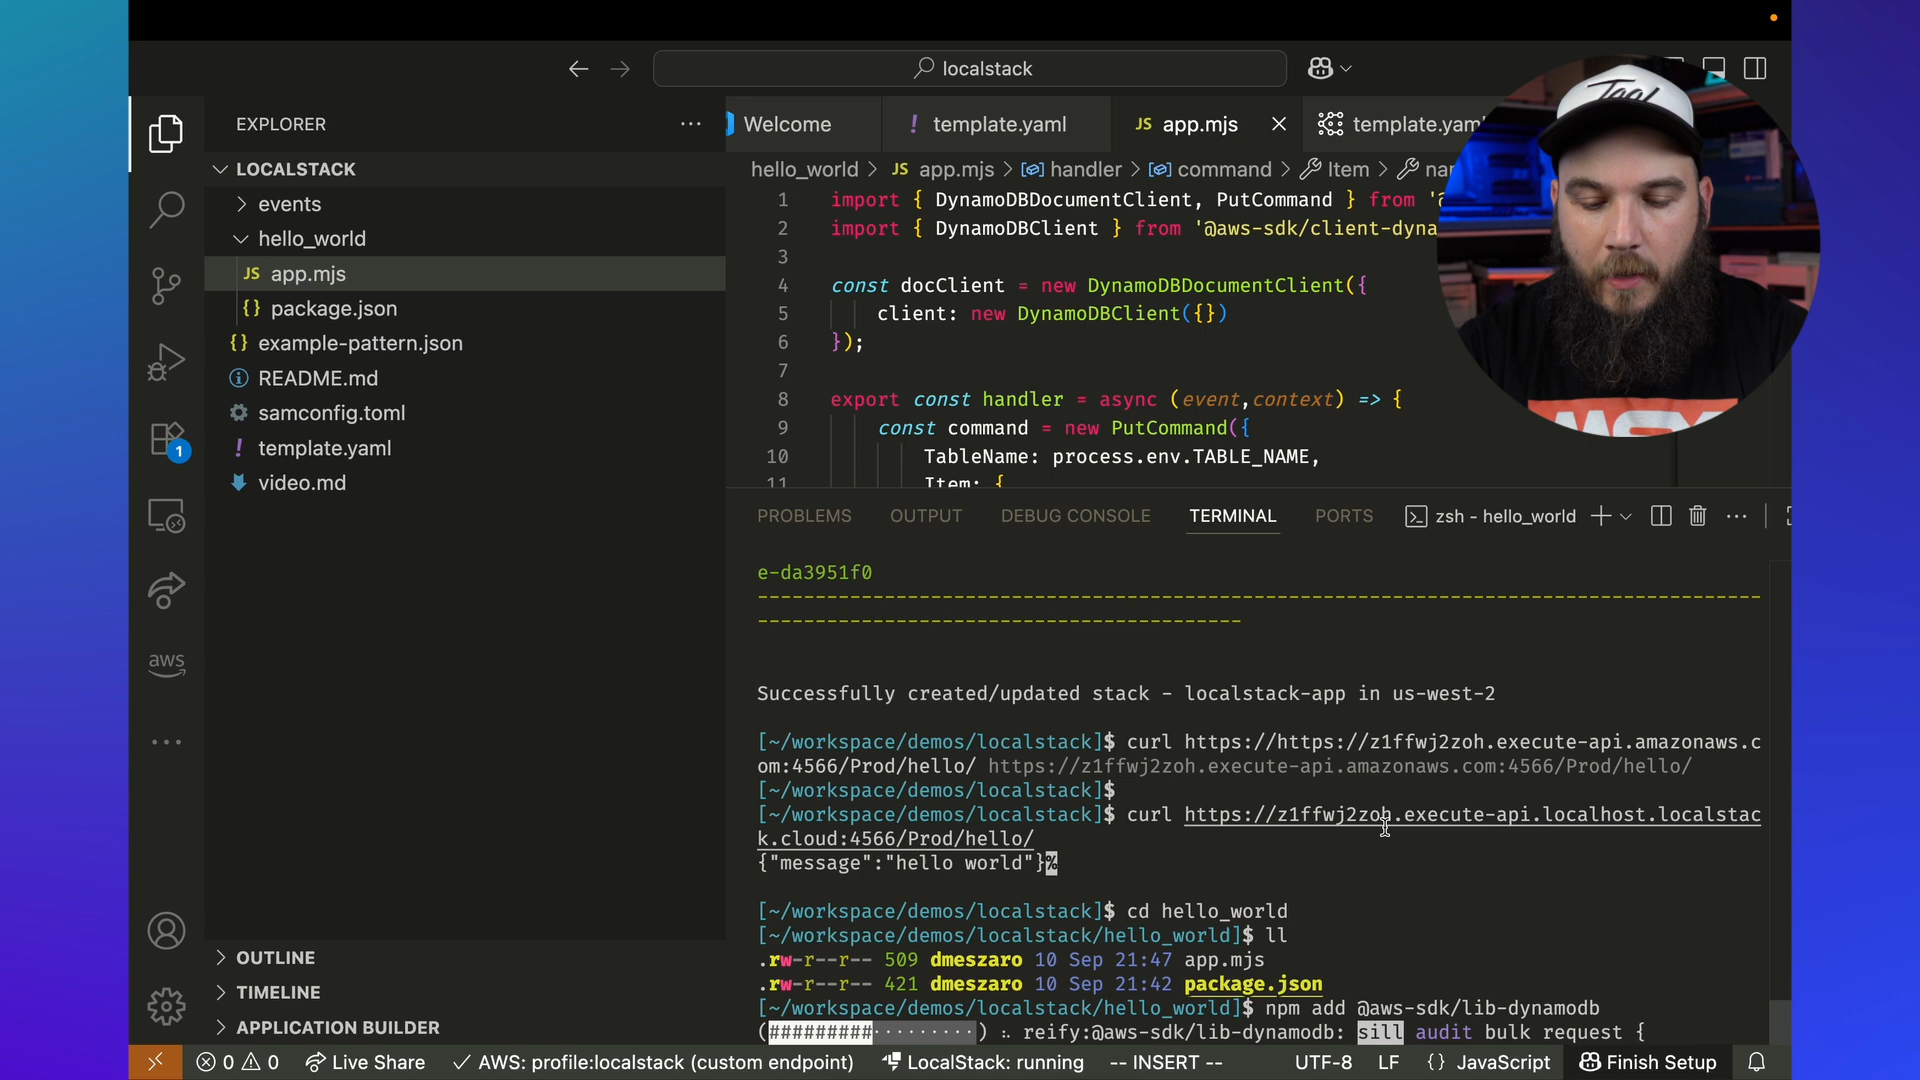 localstack
EXPLORER
LOCALSTACK
events
hello_world
JS app.mjs
{} package.json
{} example-pattern.json
README.md
samconfig.toml
! template.yaml
video.md
1
aws
OUTLINE
TIMELINE
APPLICATION BUILDER
Welcome
! template.yaml
JS app.mjs
template.yaml
hello_world > JS app.mjs > handler > command > Item > nar
1 import { DynamoDBDocumentClient, PutCommand } from '@
2 import { DynamoDBClient } from '@aws-sdk/client-dyna
3
4 const docClient = new DynamoDBDocumentClient({
5 client: new DynamoDBClient({})
6 });
7
8 export const handler = async (event,context) => {
9 const command = new PutCommand({
10 TableName: process.env.TABLE_NAME,
11 Item: {
PROBLEMS OUTPUT DEBUG CONSOLE TERMINAL PORTS zsh - hello_world
e-da3951f0
Successfully created/updated stack - localstack-app in us-west-2
[~/workspace/demos/localstack]$ curl https://https://z1ffwj2zoh.execute-api.amazonaws.c
om:4566/Prod/hello/ https://z1ffwj2zoh.execute-api.amazonaws.com:4566/Prod/hello/
[~/workspace/demos/localstack]$
[~/workspace/demos/localstack]$ curl https://z1ffwj2zoh.execute-api.localhost.localstac
k.cloud:4566/Prod/hello/
{"message":"hello world"}%
[~/workspace/demos/localstack]$ cd hello_world
[~/workspace/demos/localstack/hello_world]$ ll
.rw-r--r-- 509 dmeszaro 10 Sep 21:47 app.mjs
.rw-r--r-- 421 dmeszaro 10 Sep 21:42 package.json
[~/workspace/demos/localstack/hello_world]$ npm add @aws-sdk/lib-dynamodb
(#########⋅⋅⋅⋅⋅⋅⋅⋅⋅) ⠦ reify:@aws-sdk/lib-dynamodb: sill audit bulk request {
0 0 Live Share AWS: profile:localstack (custom endpoint) LocalStack: running -- INSERT -- UTF-8 LF {} JavaScript Finish Setup